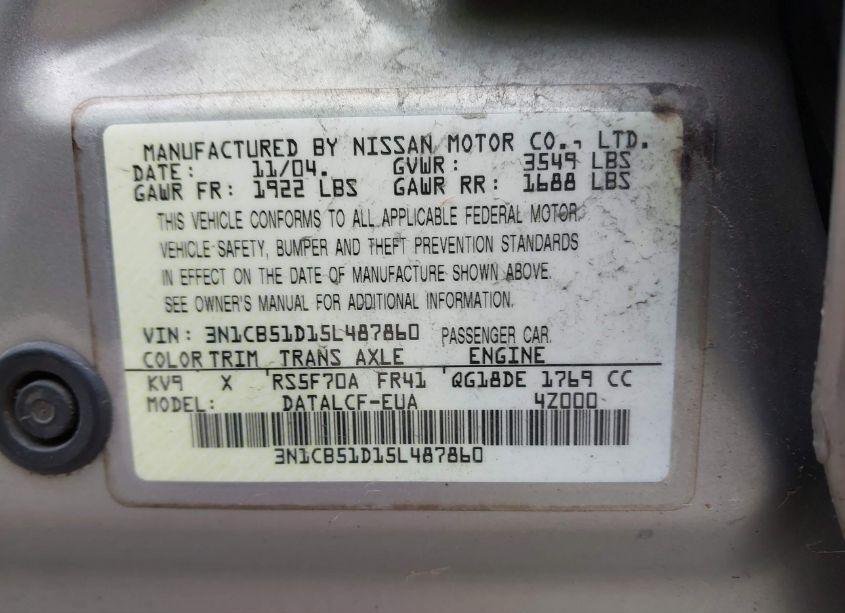 MANUFACTURED BY NISSAN MOTOR CO., LTD.
DATE: 11/04. GVWR: 3549 LBS
GAWR FR: 1922 LBS GAWR RR: 1688 LBS
THIS VEHICLE CONFORMS TO ALL APPLICABLE FEDERAL MOTOR
VEHICLE SAFETY, BUMPER AND THEFT PREVENTION STANDARDS
IN EFFECT ON THE DATE OF MANUFACTURE SHOWN ABOVE.
SEE OWNER'S MANUAL FOR ADDITIONAL INFORMATION.
VIN: 3N1CB51D15L487860 PASSENGER CAR
COLOR TRIM TRANS AXLE ENGINE
KV9 X RS5F70A FR41 QG18DE 1769 CC
MODEL: DATALCF-EUA 4Z000
3N1CB51D15L487860